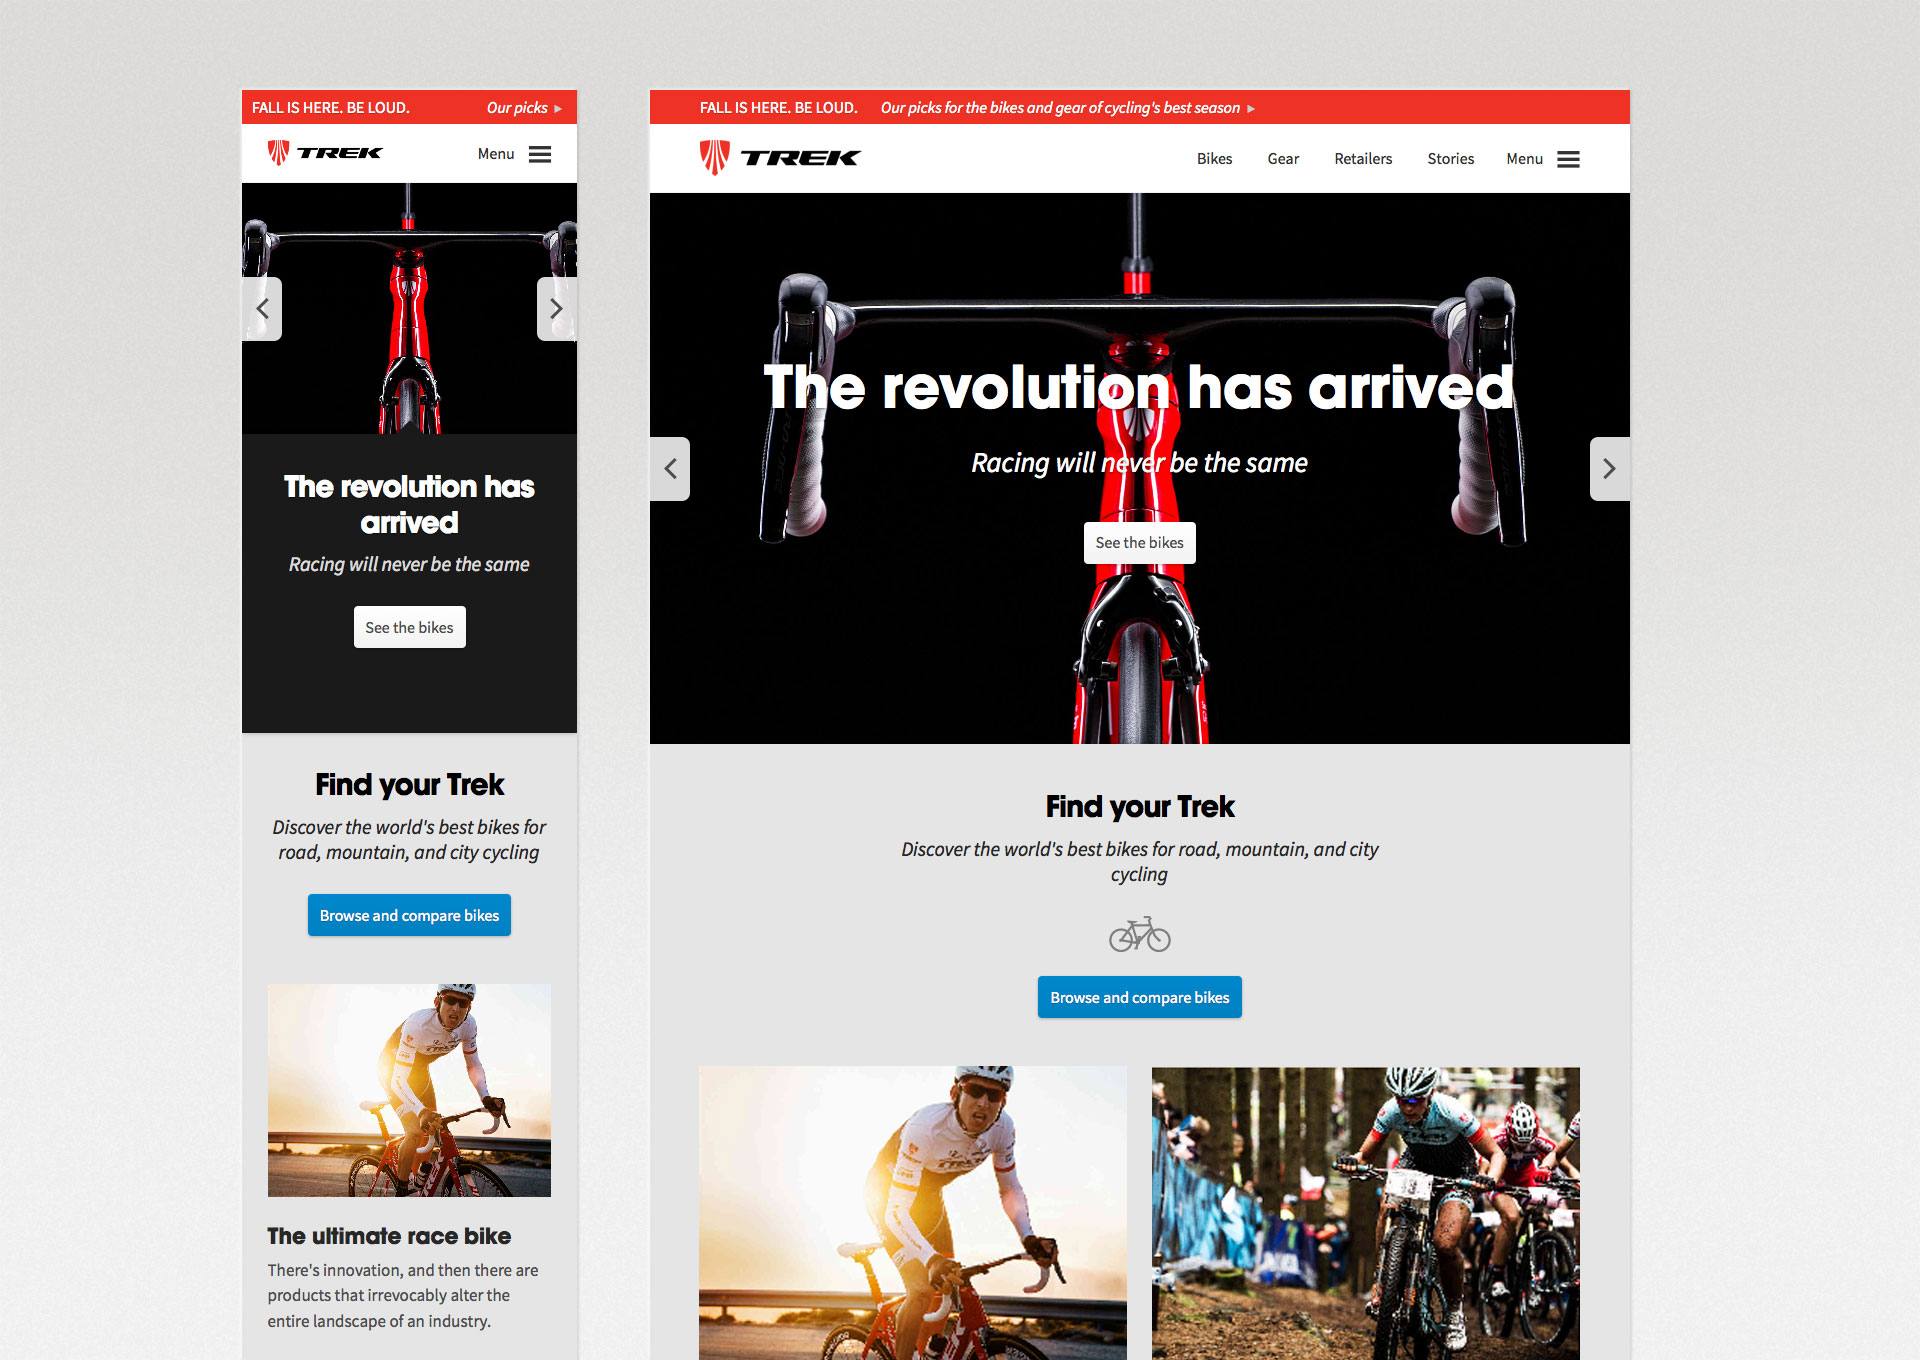 FALL IS HERE. BE LOUD. Our picks ▸
TREK Menu
The revolution has
arrived
Racing will never be the same
See the bikes
Find your Trek
Discover the world's best bikes for
road, mountain, and city cycling
Browse and compare bikes
The ultimate race bike
There's innovation, and then there are
products that irrevocably alter the
entire landscape of an industry.
FALL IS HERE. BE LOUD. Our picks for the bikes and gear of cycling's best season ▸
TREK Bikes Gear Retailers Stories Menu
The revolution has arrived
Racing will never be the same
See the bikes
Find your Trek
Discover the world's best bikes for road, mountain, and city
cycling
Browse and compare bikes